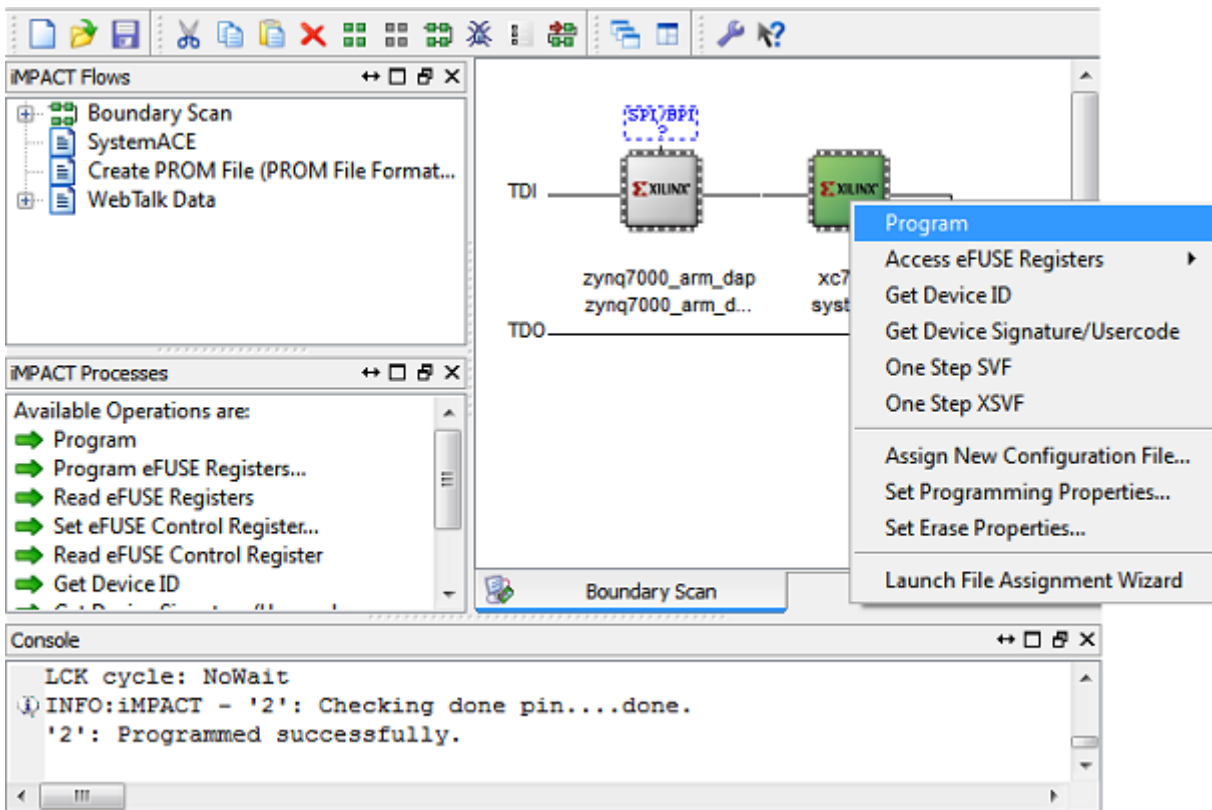 iMPACT Flows
Boundary Scan
SystemACE
Create PROM File (PROM File Format...
WebTalk Data
SPI/BPI
?
TDI
Σ XILINX®
Σ XILINX®
zynq7000_arm_dap
xc7
zynq7000_arm_d...
syst
TDO
Program
Access eFUSE Registers
Get Device ID
Get Device Signature/Usercode
One Step SVF
One Step XSVF
Assign New Configuration File...
Set Programming Properties...
Set Erase Properties...
Launch File Assignment Wizard
iMPACT Processes
Available Operations are:
Program
Program eFUSE Registers...
Read eFUSE Registers
Set eFUSE Control Register...
Read eFUSE Control Register
Get Device ID
Boundary Scan
Console
LCK cycle: NoWait
INFO:iMPACT - '2': Checking done pin....done.
'2': Programmed successfully.